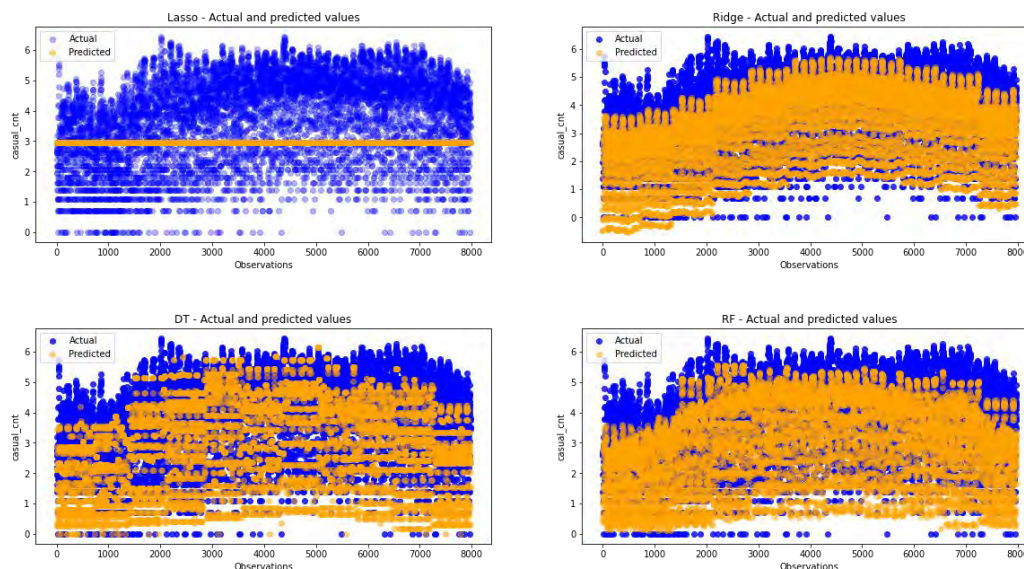 Lasso - Actual and predicted values
Actual
Predicted
casual_cnt
6
5
4
3
2
1
0
0 1000 2000 3000 4000 5000 6000 7000 8000
Observations
Ridge - Actual and predicted values
Actual
Predicted
casual_cnt
6
5
4
3
2
1
0
0 1000 2000 3000 4000 5000 6000 7000 8000
Observations
DT - Actual and predicted values
Actual
Predicted
casual_cnt
6
5
4
3
2
1
0
0 1000 2000 3000 4000 5000 6000 7000 8000
Observations
RF - Actual and predicted values
Actual
Predicted
casual_cnt
6
5
4
3
2
1
0
0 1000 2000 3000 4000 5000 6000 7000 8000
Observations